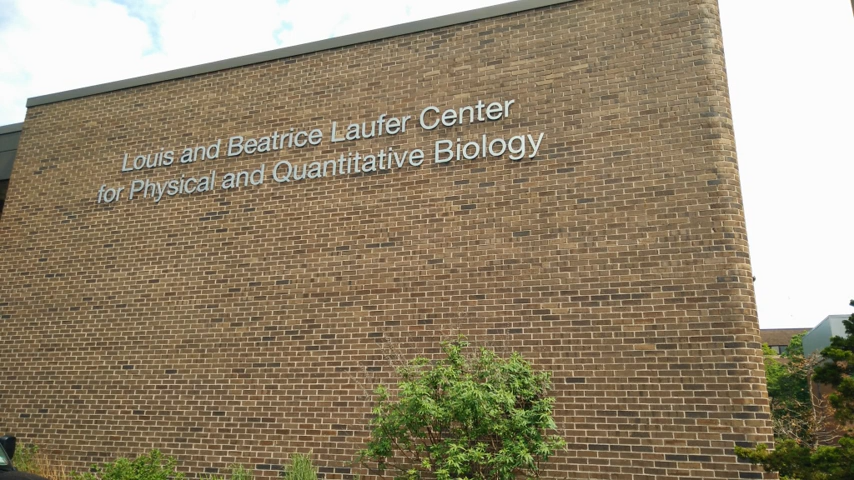 Louis and Beatrice Laufer Center
for Physical and Quantitative Biology